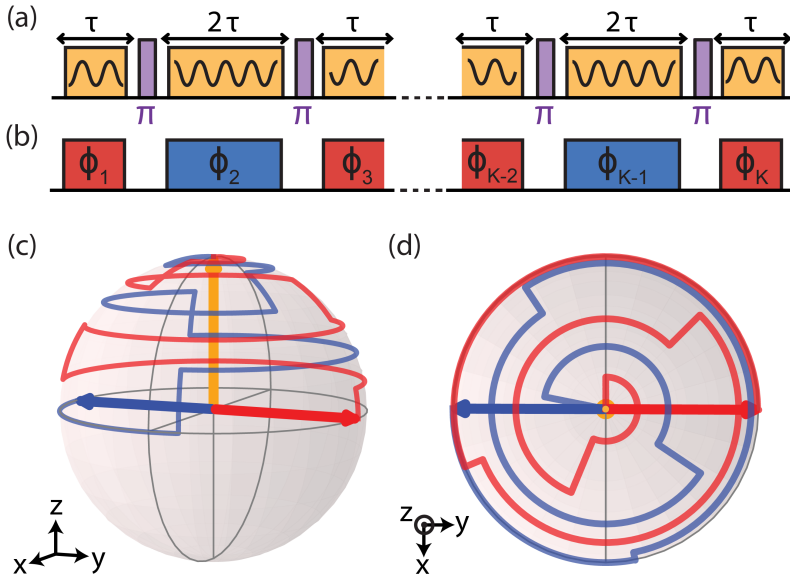 (a) τ 2τ τ τ 2τ τ
π π π π
(b) ϕ1 ϕ2 ϕ3 ϕK-2 ϕK-1 ϕK
(c) (d)
z z y
x y x